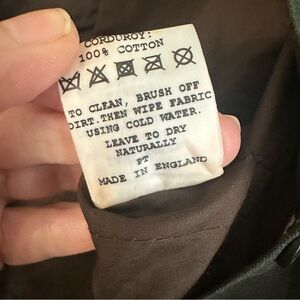 CORDUROY:
100% COTTON
TO CLEAN, BRUSH OFF
DIRT. THEN WIPE FABRIC
USING COLD WATER.
LEAVE TO DRY
NATURALLY
PT
MADE IN ENGLAND